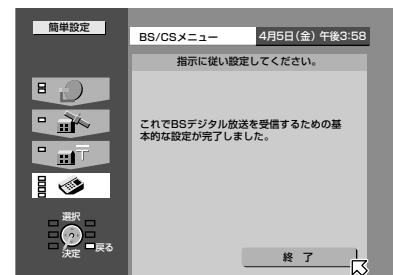 簡単設定
BS/CSメニュー
4月5日(金) 午後3:58
指示に従い設定してください。
これでBSデジタル放送を受信するための基
本的な設定が完了しました。
選択
戻る
決定
終 了